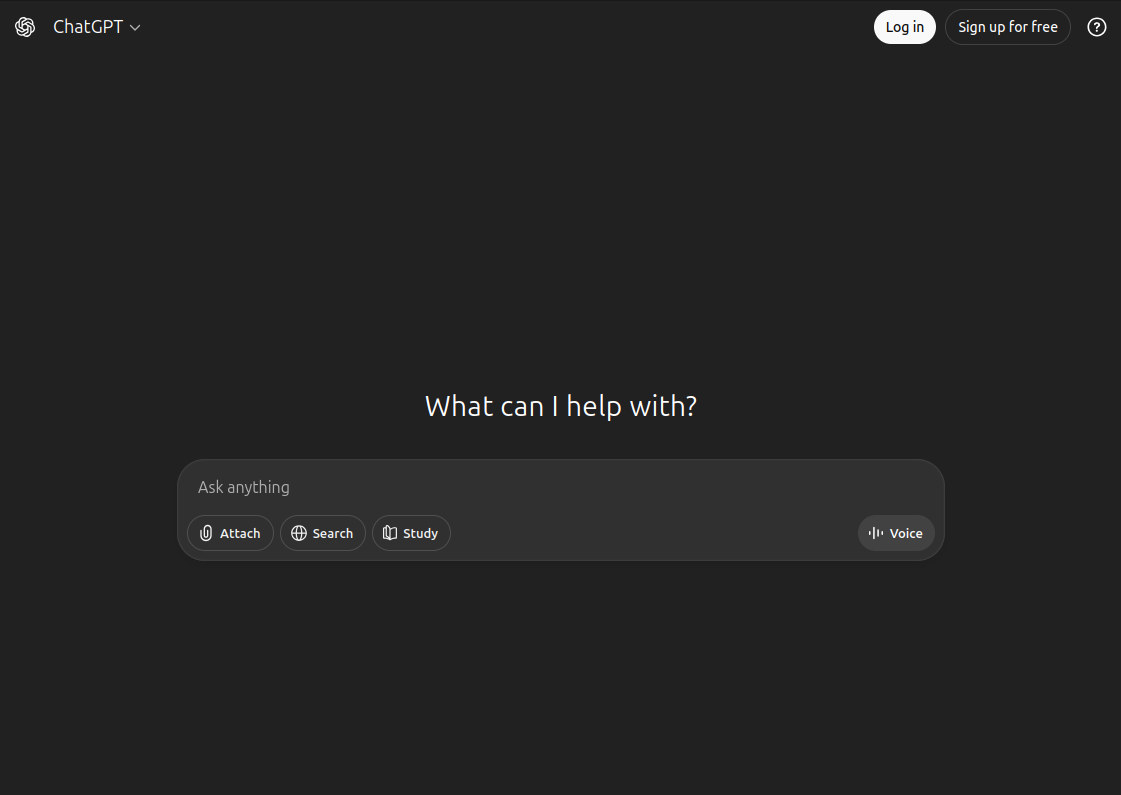 ChatGPT
Log in
Sign up for free
?
What can I help with?
Ask anything
Attach
Search
Study
Voice